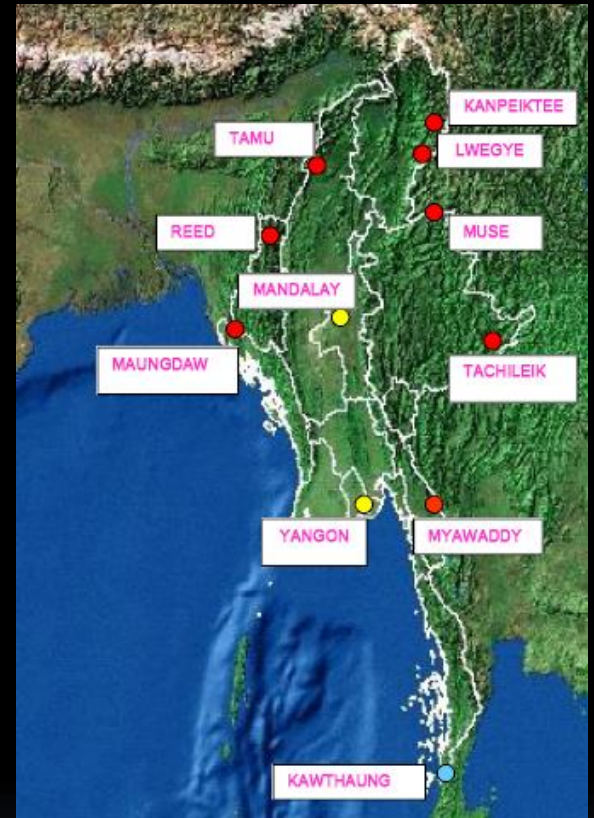 KANPEIKTEE
TAMU
LWEGYE
REED
MUSE
MANDALAY
MAUNGDAW
TACHILEIK
YANGON
MYAWADDY
KAWTHAUNG